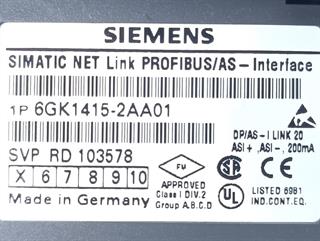 SIEMENS
SIMATIC NET Link PROFIBUS/AS-Interface
1P 6GK1415-2AA01
DP/AS-I LINK 20
ASI+, ASI-, 200mA
SVP RD 103578
X 6 7 8 9 10
Made in Germany
FM
APPROVED
Class I DIV.2
Group A,B,C,D
UL
LISTED 69B1
IND.CONT.EQ.